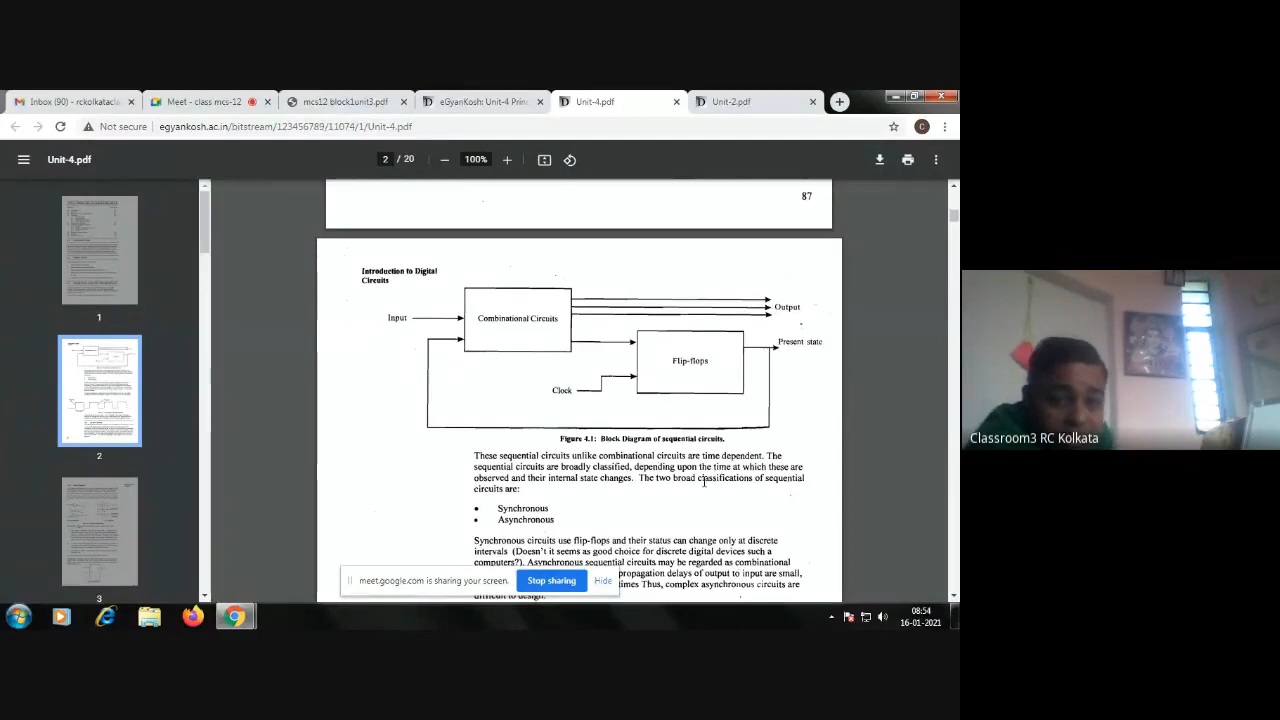 Inbox (90) - rckolkatacla
Meet - class mcs-12
mcs12 block1unit3.pdf
eGyanKosh: Unit-4 Prin
Unit-4.pdf
Unit-2.pdf
Not secure
egyankosh.ac.in/bitstream/123456789/11074/1/Unit-4.pdf
C
Unit-4.pdf
2 / 20
100%
87
1
2
3
Introduction to Digital
Circuits
Input
Combinational Circuits
Output
Present state
Flip-flops
Clock
Figure 4.1: Block Diagram of sequential circuits.
These sequential circuits unlike combinational circuits are time dependent. The
sequential circuits are broadly classified, depending upon the time at which these are
observed and their internal state changes. The two broad classifications of sequential
circuits are:
• Synchronous
• Asynchronous
Synchronous circuits use flip-flops and their status can change only at discrete
intervals (Doesn't it seems as good choice for discrete digital devices such a
computers?). Asynchronous sequential circuits may be regarded as combinational
propagation delays of output to input are small,
times Thus, complex asynchronous circuits are
difficult to design.
meet.google.com is sharing your screen.
Stop sharing
Hide
08:54
16-01-2021
Classroom3 RC Kolkata